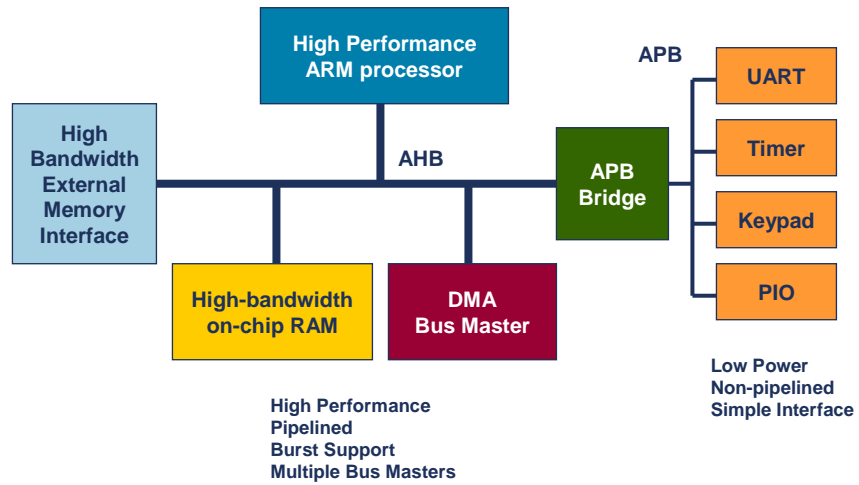 High Performance
ARM processor
APB
UART
High
Bandwidth
External
Memory
Interface
AHB
APB
Bridge
Timer
Keypad
High-bandwidth
on-chip RAM
DMA
Bus Master
PIO
High Performance
Pipelined
Burst Support
Multiple Bus Masters
Low Power
Non-pipelined
Simple Interface